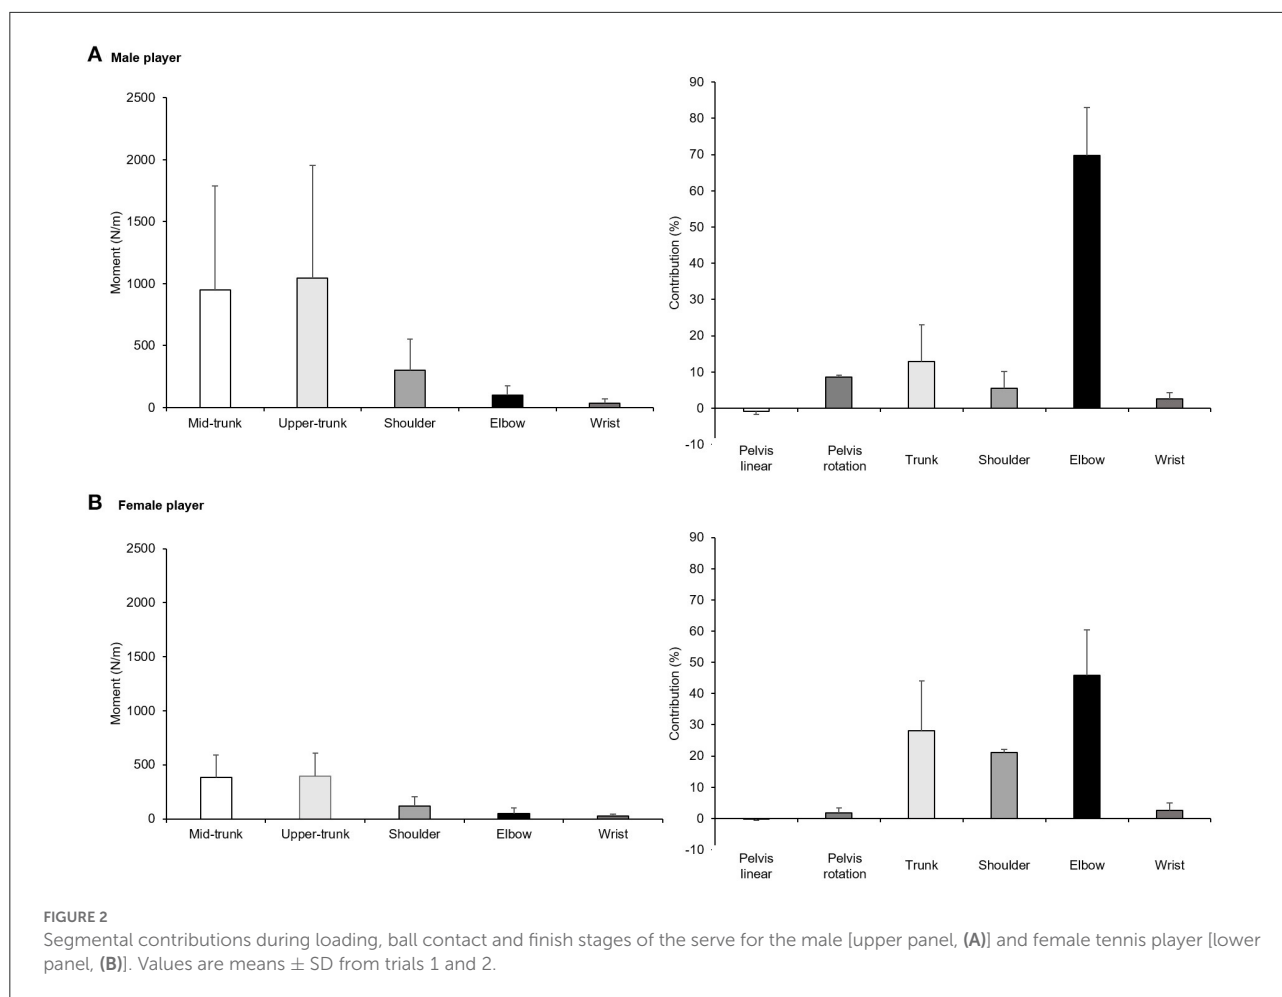 A Male player
2500
2000
1500
1000
500
0
Moment (N/m)
Mid-trunk Upper-trunk Shoulder Elbow Wrist
90
80
70
60
50
40
30
20
10
0
-10
Contribution (%)
Pelvis linear Pelvis rotation Trunk Shoulder Elbow Wrist
B Female player
2500
2000
1500
1000
500
0
Moment (N/m)
Mid-trunk Upper-trunk Shoulder Elbow Wrist
90
80
70
60
50
40
30
20
10
0
-10
Contribution (%)
Pelvis linear Pelvis rotation Trunk Shoulder Elbow Wrist
FIGURE 2
Segmental contributions during loading, ball contact and finish stages of the serve for the male [upper panel, (A)] and female tennis player [lower
panel, (B)]. Values are means ± SD from trials 1 and 2.